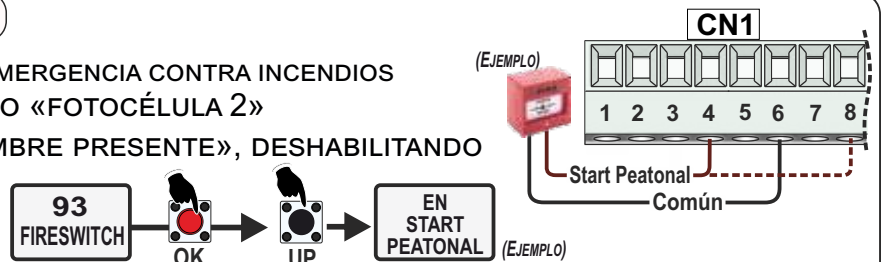 CN1
(EJEMPLO)
MERGENCIA CONTRA INCENDIOS
O «FOTOCÉLULA 2»
MBRE PRESENTE», DESHABILITANDO
1 2 3 4 5 6 7 8
Start Peatonal
Común
93
FIRESWITCH
OK
UP
EN
START
PEATONAL
(EJEMPLO)